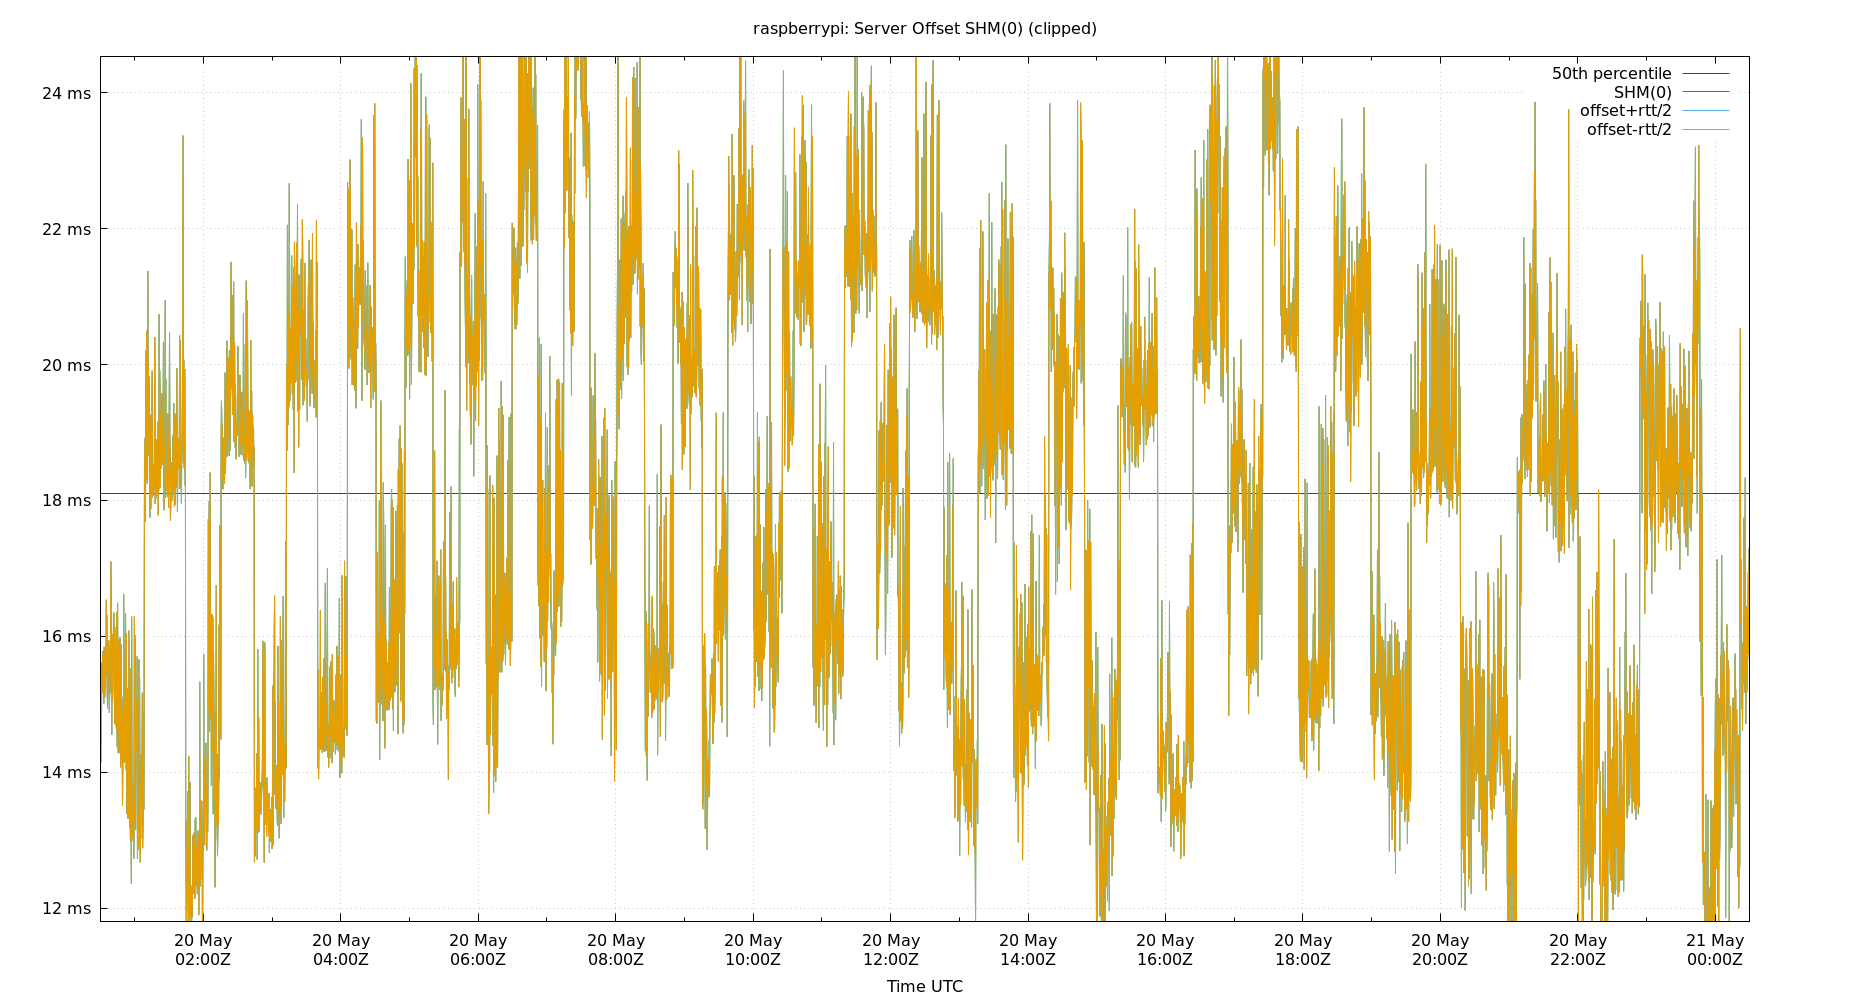 raspberrypi: Server Offset SHM(0) (clipped)
50th percentile
SHM(0)
offset+rtt/2
offset-rtt/2
24 ms
22 ms
20 ms
18 ms
16 ms
14 ms
12 ms
20 May 20 May 20 May 20 May 20 May 20 May 20 May 20 May 20 May 20 May 20 May 21 May
02:00Z 04:00Z 06:00Z 08:00Z 10:00Z 12:00Z 14:00Z 16:00Z 18:00Z 20:00Z 22:00Z 00:00Z
Time UTC